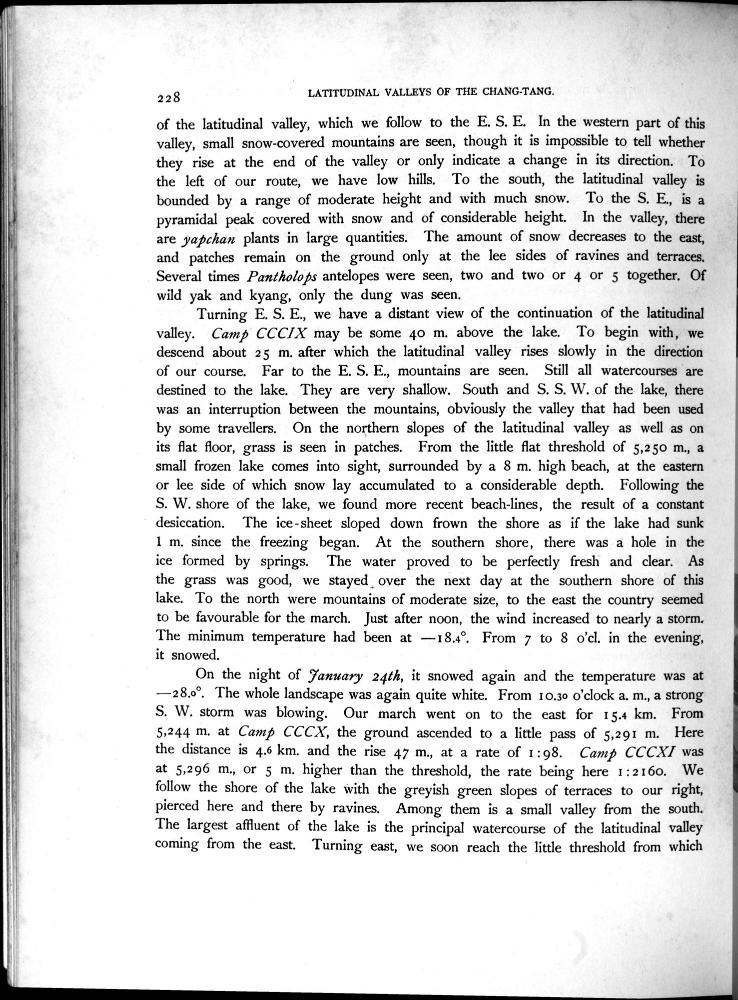 228
LATITUDINAL VALLEYS OF THE CHANG-TANG.
of the latitudinal valley, which we follow to the E. S. E. In the western part of this
valley, small snow-covered mountains are seen, though it is impossible to tell whether
they rise at the end of the valley or only indicate a change in its direction. To
the left of our route, we have low hills. To the south, the latitudinal valley is
bounded by a range of moderate height and with much snow. To the S. E., is a
pyramidal peak covered with snow and of considerable height. In the valley, there
are yapchan plants in large quantities. The amount of snow decreases to the east,
and patches remain on the ground only at the lee sides of ravines and terraces.
Several times Pantholops antelopes were seen, two and two or 4 or 5 together. Of
wild yak and kyang, only the dung was seen.
Turning E. S. E., we have a distant view of the continuation of the latitudinal
valley. Camp CCCIX may be some 40 m. above the lake. To begin with, we
descend about 25 m. after which the latitudinal valley rises slowly in the direction
of our course. Far to the E. S. E., mountains are seen. Still all watercourses are
destined to the lake. They are very shallow. South and S. S. W. of the lake, there
was an interruption between the mountains, obviously the valley that had been used
by some travellers. On the northern slopes of the latitudinal valley as well as on
its flat floor, grass is seen in patches. From the little flat threshold of 5,250 m., a
small frozen lake comes into sight, surrounded by a 8 m. high beach, at the eastern
or lee side of which snow lay accumulated to a considerable depth. Following the
S. W. shore of the lake, we found more recent beach-lines, the result of a constant
desiccation. The ice-sheet sloped down frown the shore as if the lake had sunk
1 m. since the freezing began. At the southern shore, there was a hole in the
ice formed by springs. The water proved to be perfectly fresh and clear. As
the grass was good, we stayed over the next day at the southern shore of this
lake. To the north were mountains of moderate size, to the east the country seemed
to be favourable for the march. Just after noon, the wind increased to nearly a storm.
The minimum temperature had been at —18.4°. From 7 to 8 o'cl. in the evening,
it snowed.
On the night of January 24th, it snowed again and the temperature was at
—28.0°. The whole landscape was again quite white. From 10.30 o'clock a. m., a strong
S. W. storm was blowing. Our march went on to the east for 15.4 km. From
5,244 m. at Camp CCCX, the ground ascended to a little pass of 5,291 m. Here
the distance is 4.6 km. and the rise 47 m., at a rate of 1:98. Camp CCCXI was
at 5,296 m., or 5 m. higher than the threshold, the rate being here 1:2160. We
follow the shore of the lake with the greyish green slopes of terraces to our right,
pierced here and there by ravines. Among them is a small valley from the south.
The largest affluent of the lake is the principal watercourse of the latitudinal valley
coming from the east. Turning east, we soon reach the little threshold from which